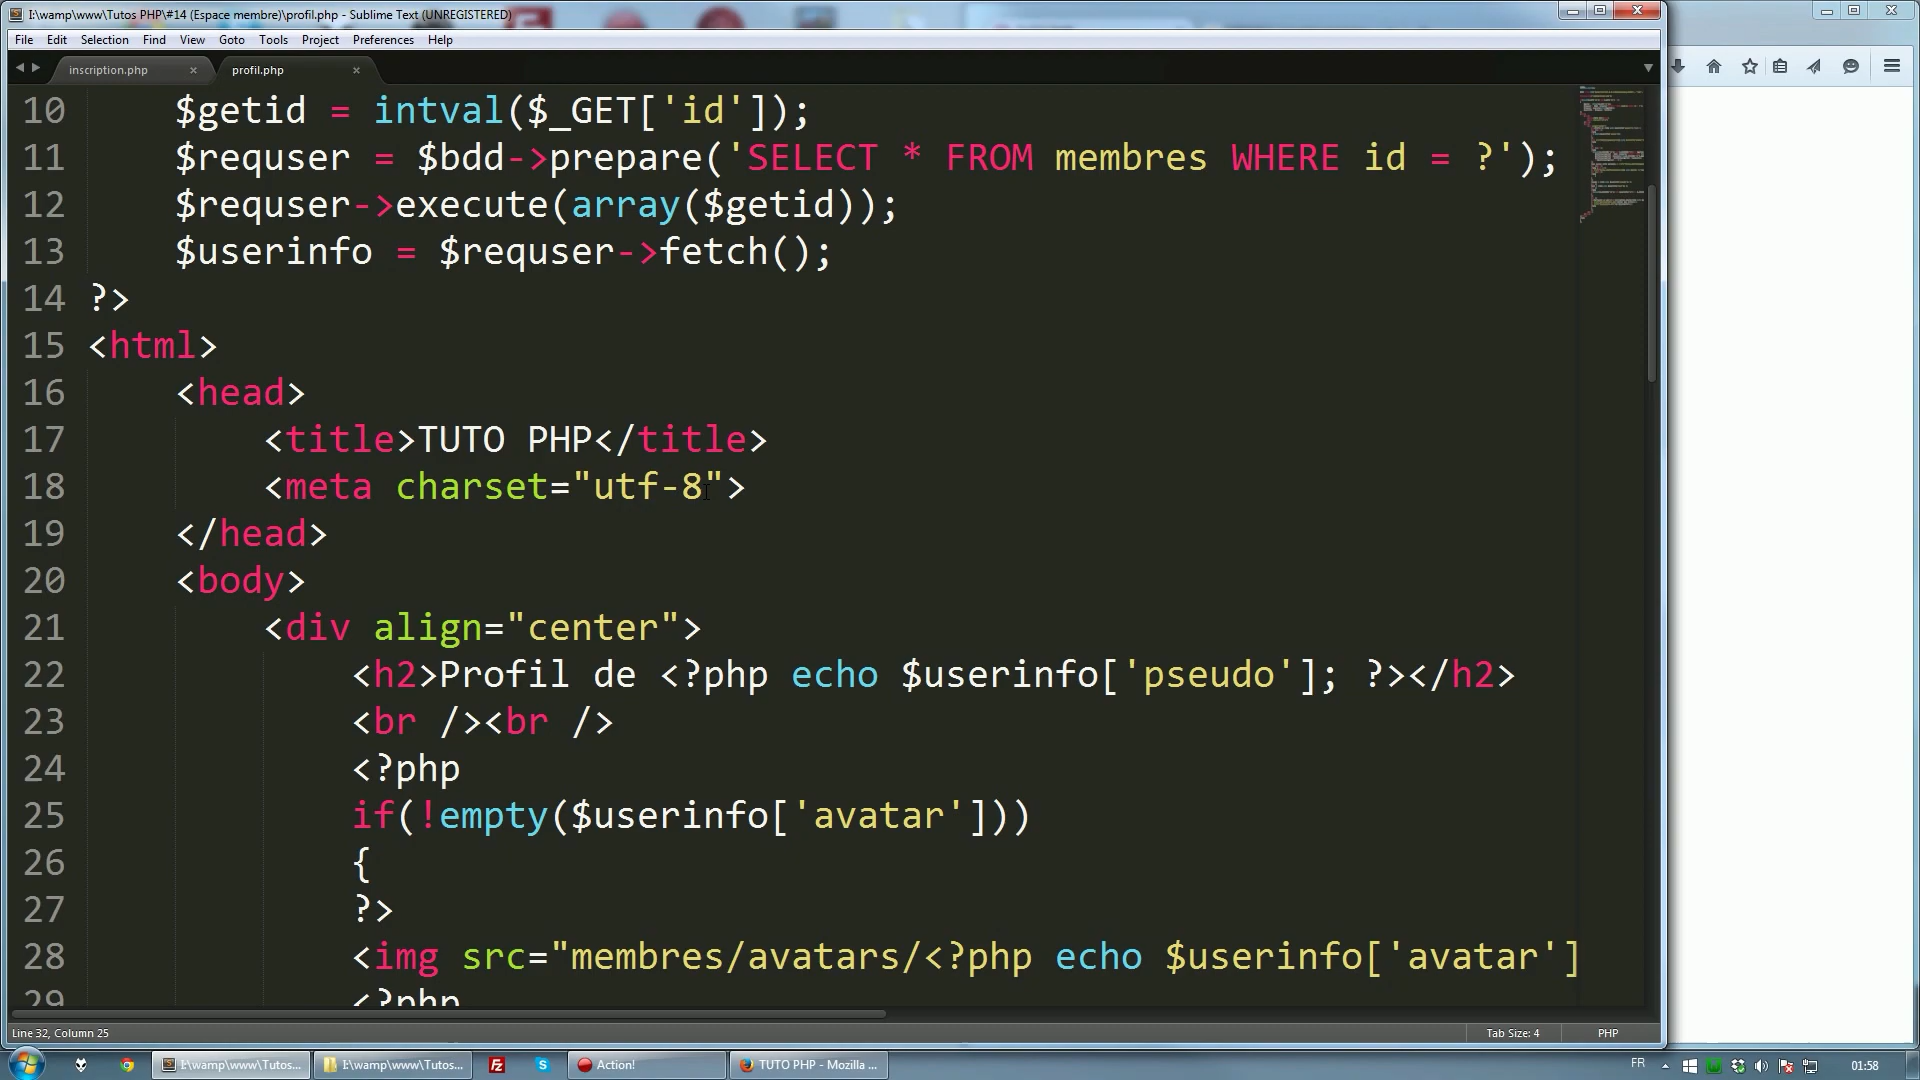 I:\wamp\www\Tutos PHP\#14 (Espace membre)\profil.php - Sublime Text (UNREGISTERED)
File Edit Selection Find View Goto Tools Project Preferences Help
inscription.php × profil.php ×
10 $getid = intval($_GET['id']);
11 $requser = $bdd->prepare('SELECT * FROM membres WHERE id = ?');
12 $requser->execute(array($getid));
13 $userinfo = $requser->fetch();
14 ?>
15 <html>
16 <head>
17 <title>TUTO PHP</title>
18 <meta charset="utf-8">
19 </head>
20 <body>
21 <div align="center">
22 <h2>Profil de <?php echo $userinfo['pseudo']; ?></h2>
23 <br /><br />
24 <?php
25 if(!empty($userinfo['avatar']))
26 {
27 ?>
28 <img src="membres/avatars/<?php echo $userinfo['avatar']
29 <?php
Line 32, Column 25 Tab Size: 4 PHP
I:\wamp\www\Tutos... I:\wamp\www\Tutos... Action! TUTO PHP - Mozilla ... FR 01:58